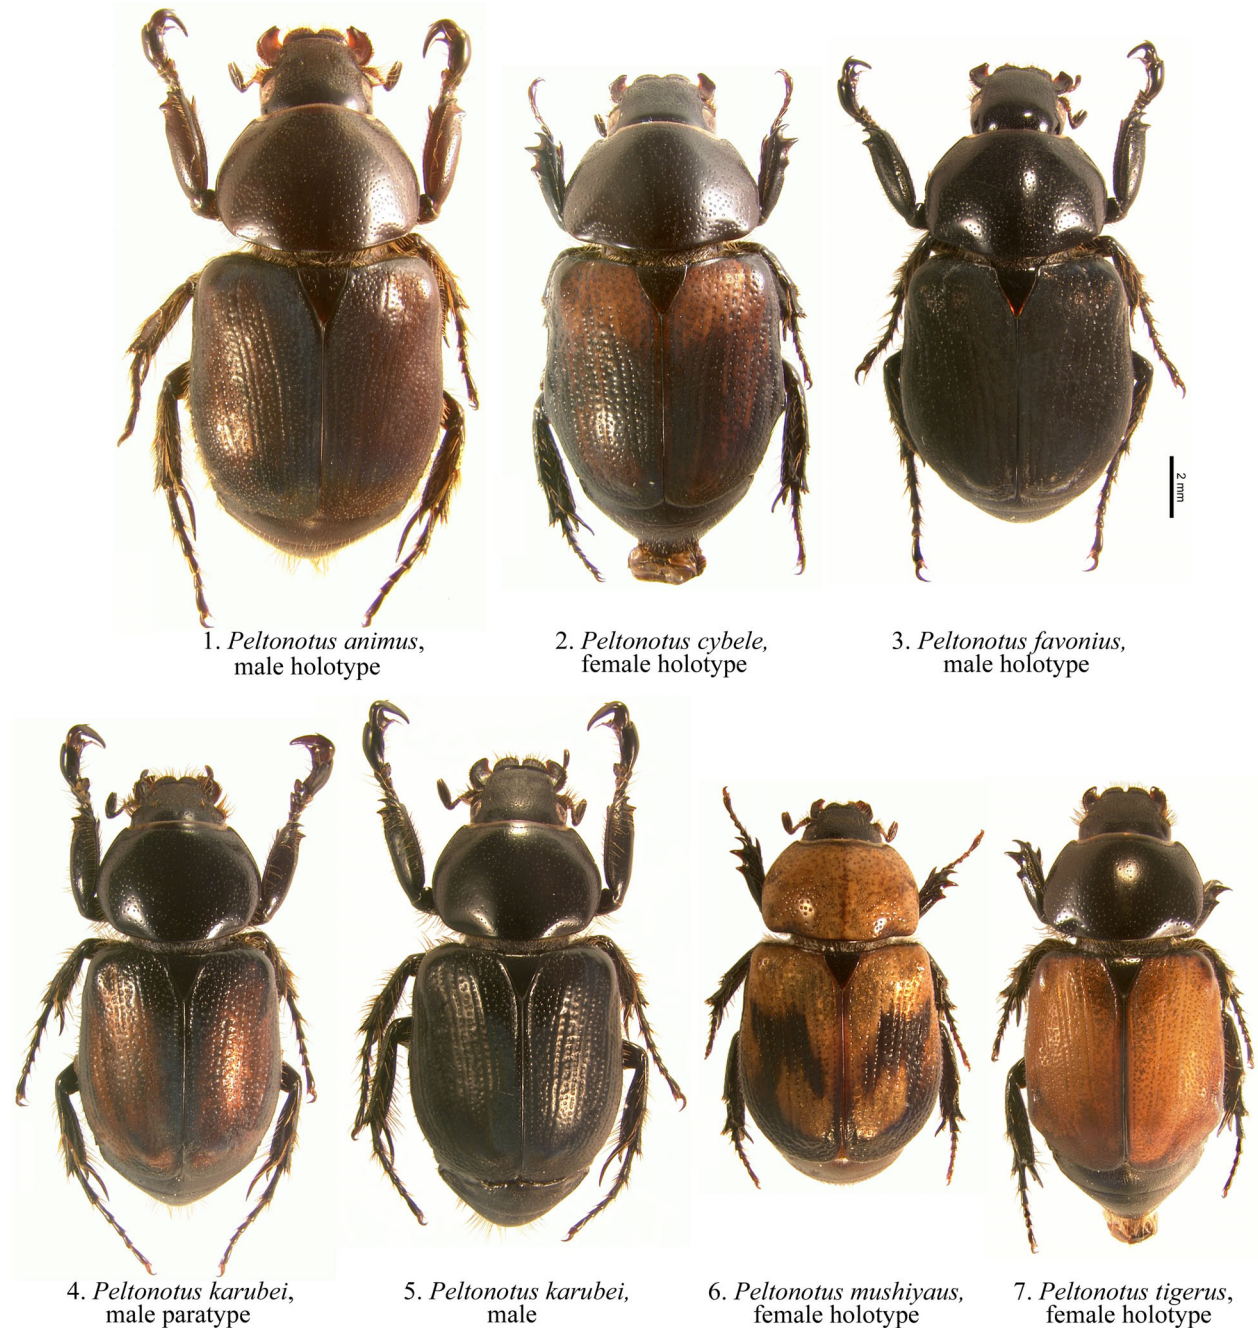 2 mm
1. Peltonotus animus,
male holotype
2. Peltonotus cybele,
female holotype
3. Peltonotus favonius,
male holotype
4. Peltonotus karubei,
male paratype
5. Peltonotus karubei,
male
6. Peltonotus mushiyaus,
female holotype
7. Peltonotus tigerus,
female holotype